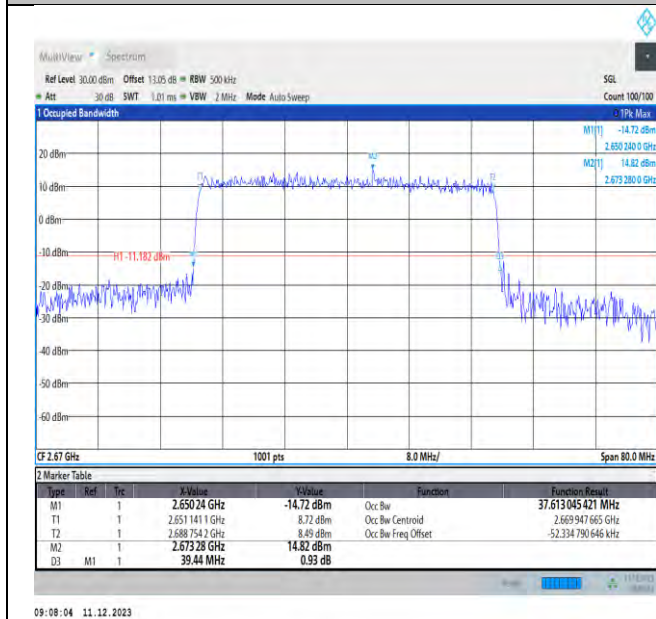 MultiView Spectrum
Ref Level 30.00 dBm Offset 13.05 dB RBW 500 kHz SGL
Att 30 dB SWT 1.01 ms VBW 2 MHz Mode Auto Sweep Count 100/100
1 Occupied Bandwidth 1Pk Max
M1[1] -14.72 dBm
2.650 240 0 GHz
M2[1] 14.82 dBm
2.673 280 0 GHz
20 dBm
M2
T1 T2
10 dBm
0 dBm
-10 dBm
H1 -11.182 dBm
-20 dBm
-30 dBm
-40 dBm
-50 dBm
-60 dBm
CF 2.67 GHz 1001 pts 8.0 MHz/ Span 80.0 MHz
2 Marker Table
Type Ref Trc X-Value Y-Value Function Function Result
M1 1 2.650 24 GHz -14.72 dBm Occ Bw 37.613 045 421 MHz
T1 1 2.651 141 1 GHz 8.72 dBm Occ Bw Centroid 2.669 947 665 GHz
T2 1 2.688 754 2 GHz 8.49 dBm Occ Bw Freq Offset -52.334 790 646 kHz
M2 1 2.673 28 GHz 14.82 dBm
D3 M1 1 39.44 MHz 0.93 dB
09:08:04 11.12.2023